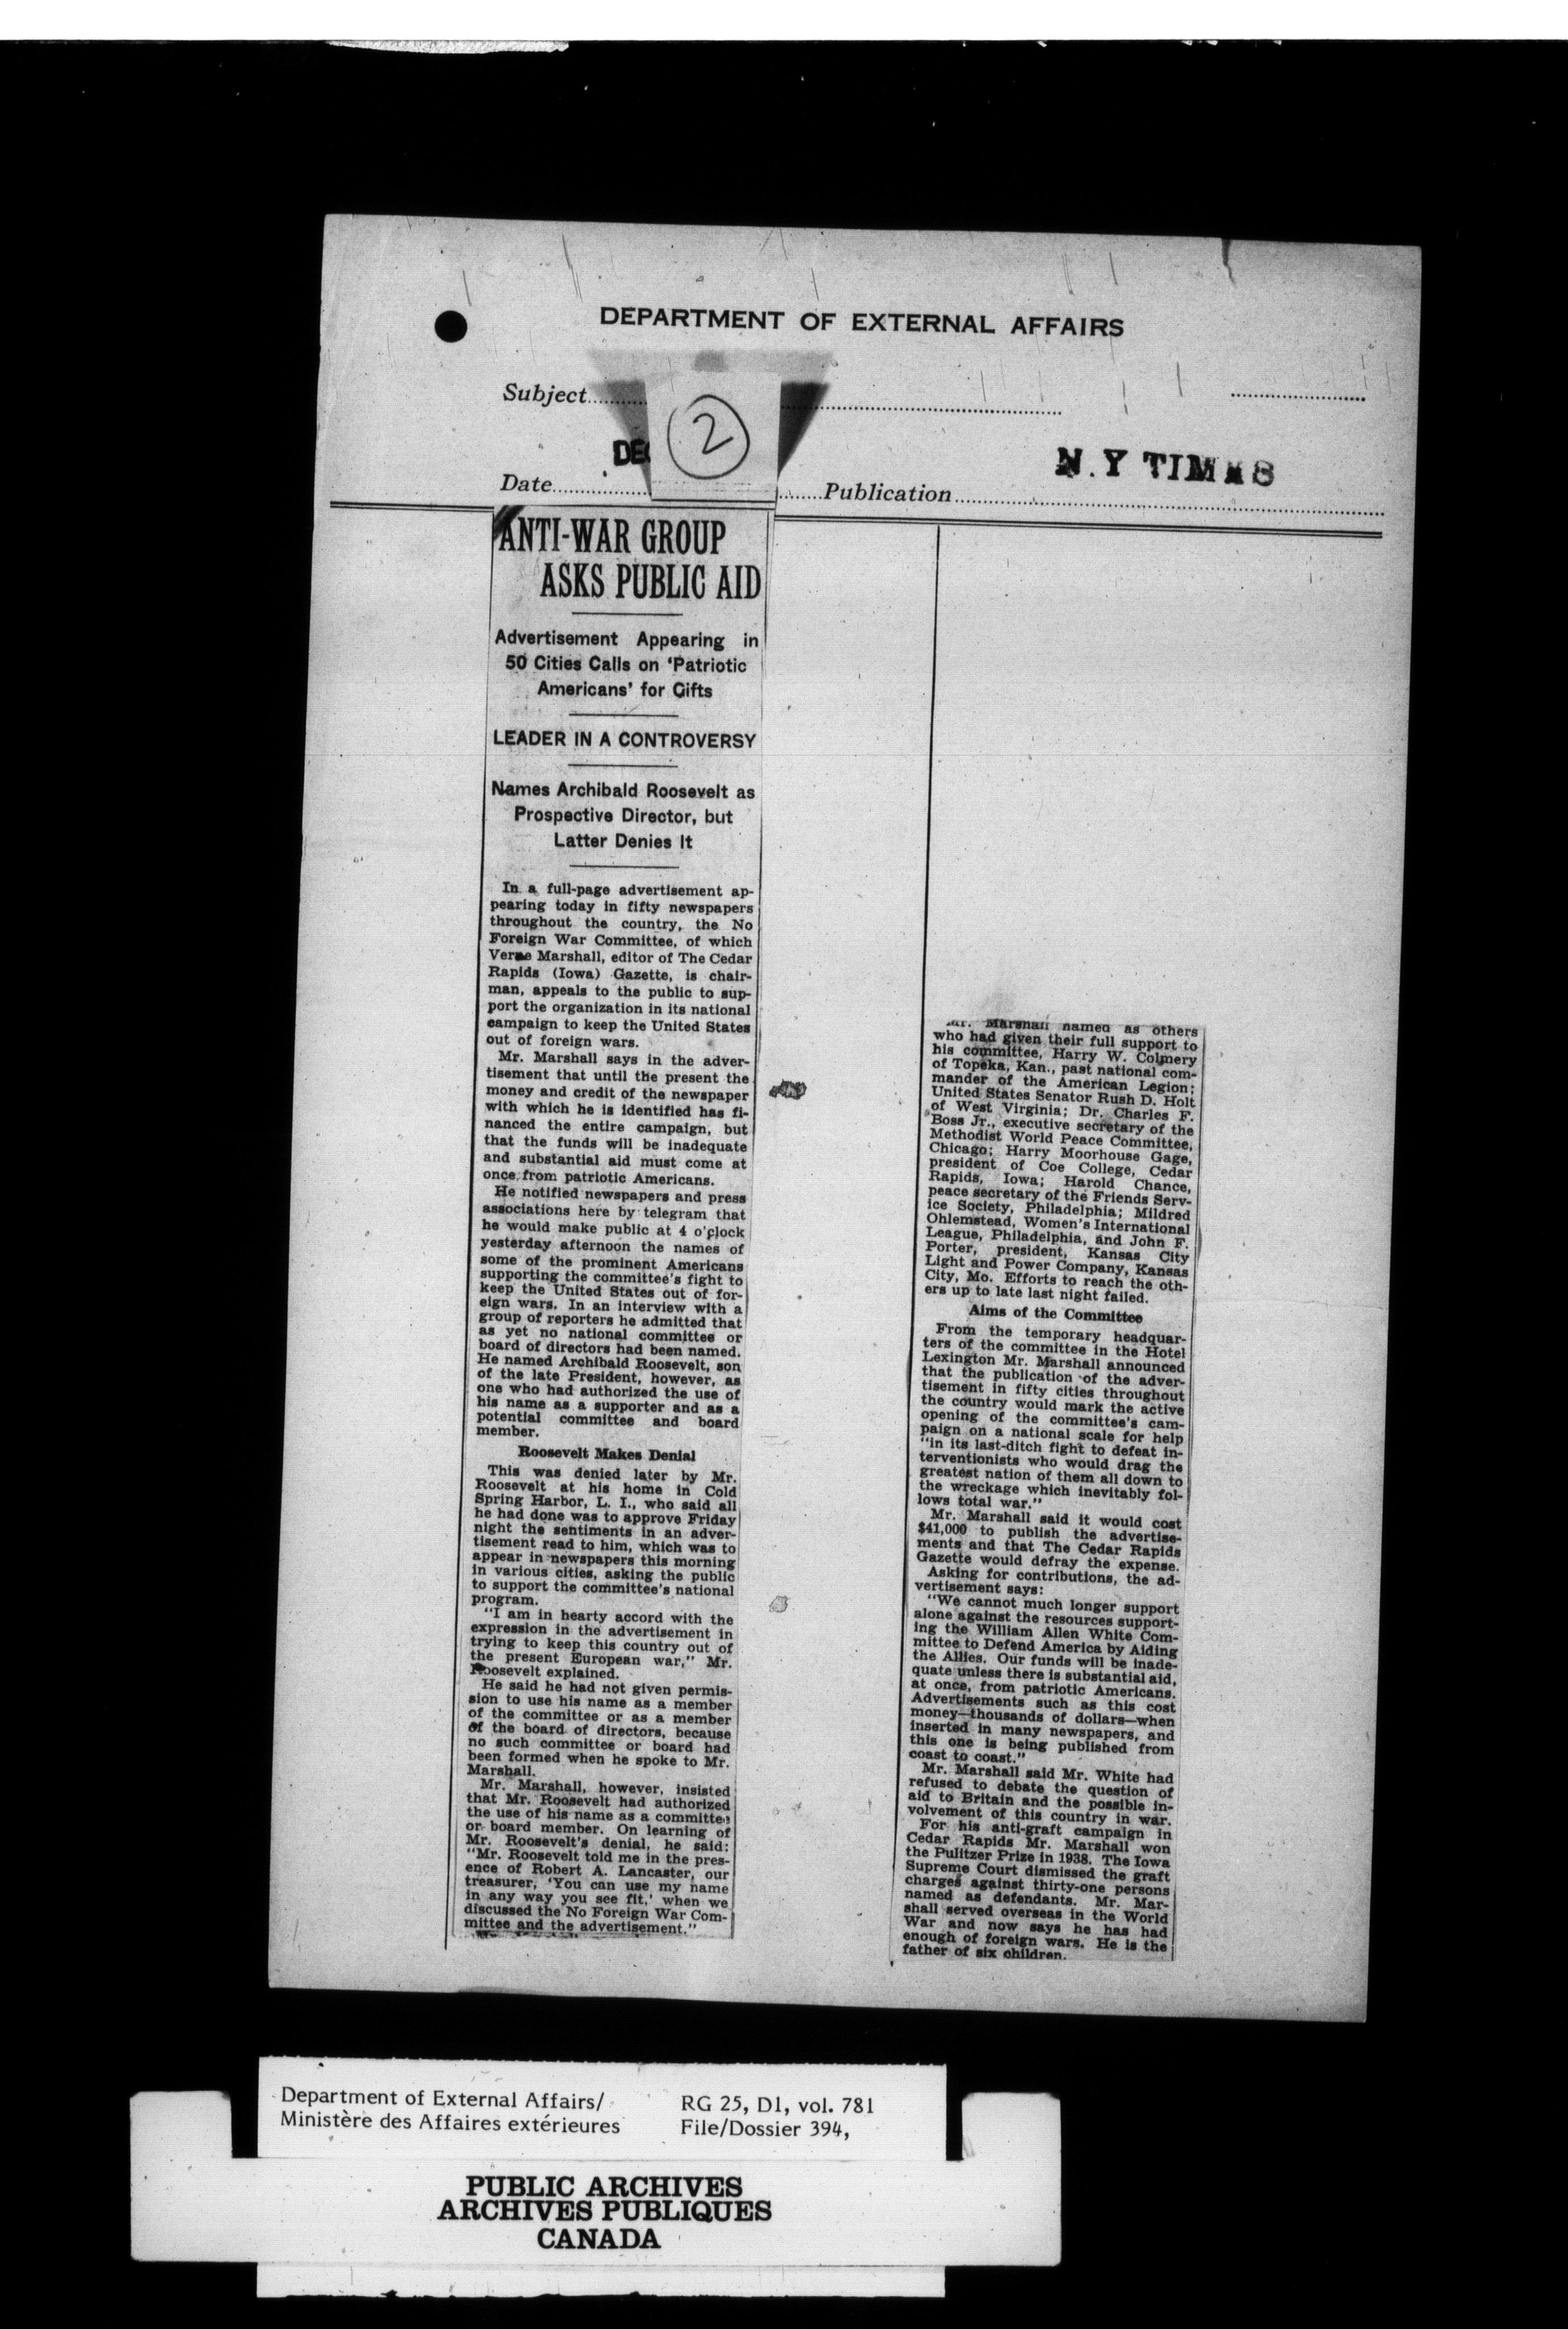 DEPARTMENT OF EXTERNAL AFFAIRS
Subject
2
DEC
N.Y TIMES
Date
Publication
ANTI-WAR GROUP
ASKS PUBLIC AID
Advertisement Appearing in
50 Cities Calls on 'Patriotic
Americans' for Gifts
LEADER IN A CONTROVERSY
Names Archibald Roosevelt as
Prospective Director, but
Latter Denies It
In a full-page advertisement ap-
pearing today in fifty newspapers
throughout the country, the No
Foreign War Committee, of which
Verne Marshall, editor of The Cedar
Rapids (Iowa) Gazette, is chair-
man, appeals to the public to sup-
port the organization in its national
campaign to keep the United States
out of foreign wars.
Mr. Marshall says in the adver-
tisement that until the present the
money and credit of the newspaper
with which he is identified has fi-
nanced the entire campaign, but
that the funds will be inadequate
and substantial aid must come at
once from patriotic Americans.
He notified newspapers and press
associations here by telegram that
he would make public at 4 o'clock
yesterday afternoon the names of
some of the prominent Americans
supporting the committee's fight to
keep the United States out of for-
eign wars. In an interview with a
group of reporters he admitted that
as yet no national committee or
board of directors had been named.
He named Archibald Roosevelt, son
of the late President, however, as
one who had authorized the use of
his name as a supporter and as a
potential committee and board
member.
Roosevelt Makes Denial
This was denied later by Mr.
Roosevelt at his home in Cold
Spring Harbor, L. I., who said all
he had done was to approve Friday
night the sentiments in an adver-
tisement read to him, which was to
appear in newspapers this morning
in various cities, asking the public
to support the committee's national
program.
"I am in hearty accord with the
expression in the advertisement in
trying to keep this country out of
the present European war," Mr.
Roosevelt explained.
He said he had not given permis-
sion to use his name as a member
of the committee or as a member
of the board of directors, because
no such committee or board had
been formed when he spoke to Mr.
Marshall.
Mr. Marshall, however, insisted
that Mr. Roosevelt had authorized
the use of his name as a committee
or board member. On learning of
Mr. Roosevelt's denial, he said:
"Mr. Roosevelt told me in the pres-
ence of Robert A. Lancaster, our
treasurer, 'You can use my name
in any way you see fit,' when we
discussed the No Foreign War Com-
mittee and the advertisement."
Mr. Marshall named as others
who had given their full support to
his committee, Harry W. Colmery
of Topeka, Kan., past national com-
mander of the American Legion;
United States Senator Rush D. Holt
of West Virginia; Dr. Charles F.
Boss Jr., executive secretary of the
Methodist World Peace Committee,
Chicago; Harry Moorhouse Gage,
president of Coe College, Cedar
Rapids, Iowa; Harold Chance,
peace secretary of the Friends Serv-
ice Society, Philadelphia; Mildred
Ohlemstead, Women's International
League, Philadelphia, and John F.
Porter, president, Kansas City
Light and Power Company, Kansas
City, Mo. Efforts to reach the oth-
ers up to late last night failed.
Aims of the Committee
From the temporary headquar-
ters of the committee in the Hotel
Lexington Mr. Marshall announced
that the publication of the adver-
tisement in fifty cities throughout
the country would mark the active
opening of the committee's cam-
paign on a national scale for help
"in its last-ditch fight to defeat in-
terventionists who would drag the
greatest nation of them all down to
the wreckage which inevitably fol-
lows total war."
Mr. Marshall said it would cost
$41,000 to publish the advertise-
ments and that The Cedar Rapids
Gazette would defray the expense.
Asking for contributions, the ad-
vertisement says:
"We cannot much longer support
alone against the resources support-
ing the William Allen White Com-
mittee to Defend America by Aiding
the Allies. Our funds will be inade-
quate unless there is substantial aid,
at once, from patriotic Americans.
Advertisements such as this cost
money—thousands of dollars—when
inserted in many newspapers, and
this one is being published from
coast to coast."
Mr. Marshall said Mr. White had
refused to debate the question of
aid to Britain and the possible in-
volvement of this country in war.
For his anti-graft campaign in
Cedar Rapids Mr. Marshall won
the Pulitzer Prize in 1938. The Iowa
Supreme Court dismissed the graft
charges against thirty-one persons
named as defendants. Mr. Mar-
shall served overseas in the World
War and now says he has had
enough of foreign wars. He is the
father of six children.
Department of External Affairs/
Ministère des Affaires extérieures
RG 25, D1, vol. 781
File/Dossier 394,
PUBLIC ARCHIVES
ARCHIVES PUBLIQUES
CANADA